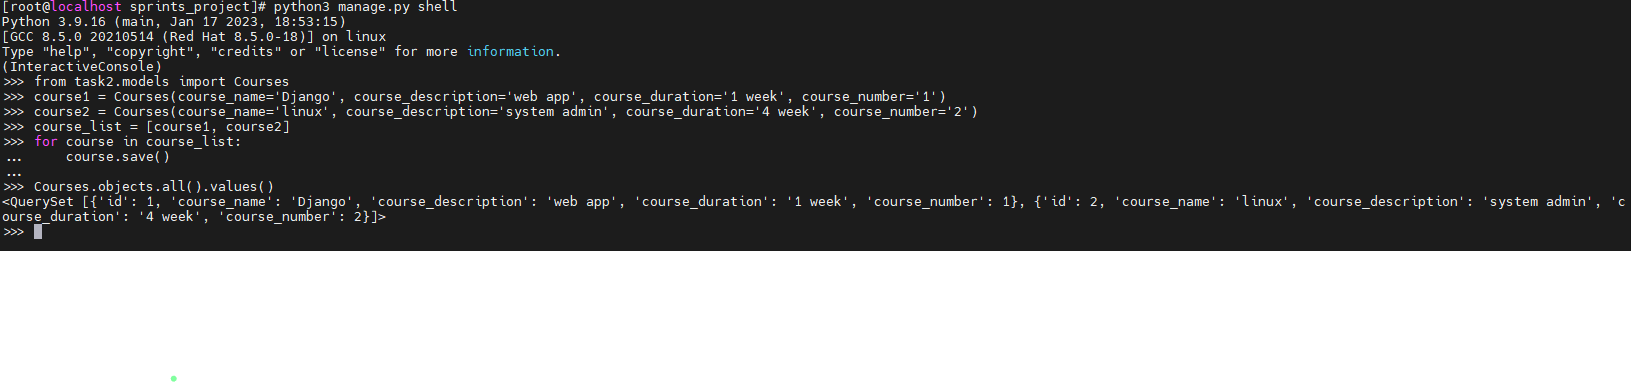 [root@localhost sprints_project]# python3 manage.py shell
Python 3.9.16 (main, Jan 17 2023, 18:53:15)
[GCC 8.5.0 20210514 (Red Hat 8.5.0-18)] on linux
Type "help", "copyright", "credits" or "license" for more information.
(InteractiveConsole)
>>> from task2.models import Courses
>>> course1 = Courses(course_name='Django', course_description='web app', course_duration='1 week', course_number='1')
>>> course2 = Courses(course_name='linux', course_description='system admin', course_duration='4 week', course_number='2')
>>> course_list = [course1, course2]
>>> for course in course_list:
...     course.save()
...
>>> Courses.objects.all().values()
<QuerySet [{'id': 1, 'course_name': 'Django', 'course_description': 'web app', 'course_duration': '1 week', 'course_number': 1}, {'id': 2, 'course_name': 'linux', 'course_description': 'system admin', 'c
ourse_duration': '4 week', 'course_number': 2}]>
>>>